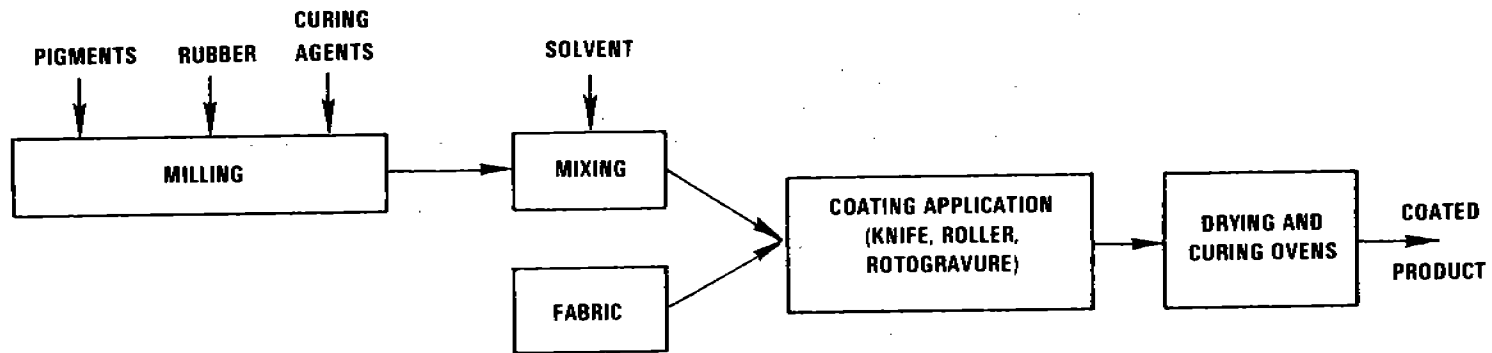 PIGMENTS
RUBBER
CURING
AGENTS
SOLVENT
MILLING
MIXING
FABRIC
COATING APPLICATION
(KNIFE, ROLLER,
ROTOGRAVURE)
DRYING AND
CURING OVENS
COATED
PRODUCT